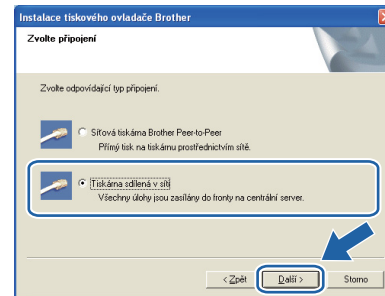 Instalace tiskového ovladače Brother
Zvolte připojení
Zvolte odpovídající typ připojení.
Síťová tiskárna Brother Peer-to-Peer
Přímý tisk na tiskárnu prostřednictvím sítě.
Tiskárna sdílená v síti
Všechny úlohy jsou zasílány do fronty na centrální server.
< Zpět
Další >
Storno